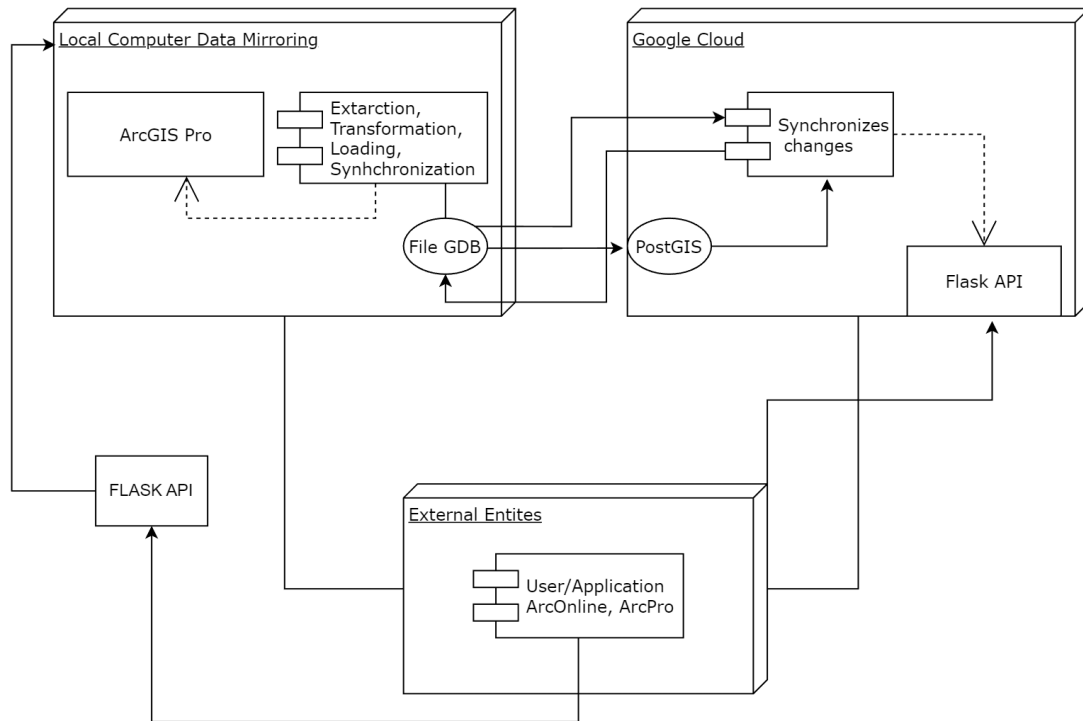 Local Computer Data Mirroring
ArcGIS Pro
Extarction,
Transformation,
Loading,
Synhchronization
File GDB
Google Cloud
Synchronizes
changes
PostGIS
Flask API
FLASK API
External Entites
User/Application
ArcOnline, ArcPro